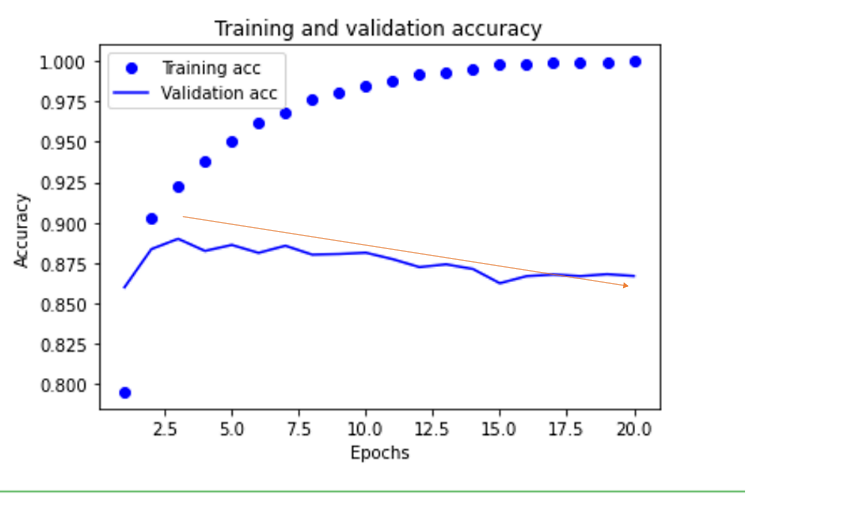 Training and validation accuracy
Training acc
Validation acc
1.000
0.975
0.950
0.925
0.900
0.875
0.850
0.825
0.800
Accuracy
2.5 5.0 7.5 10.0 12.5 15.0 17.5 20.0
Epochs